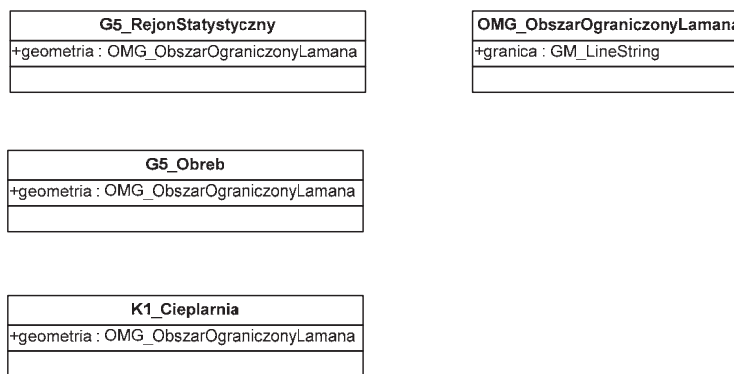 G5_RejonStatystyczny
+geometria : OMG_ObszarOgraniczonyLamana
OMG_ObszarOgraniczonyLamana
+granica : GM_LineString
G5_Obreb
+geometria : OMG_ObszarOgraniczonyLamana
K1_Cieplarnia
+geometria : OMG_ObszarOgraniczonyLamana